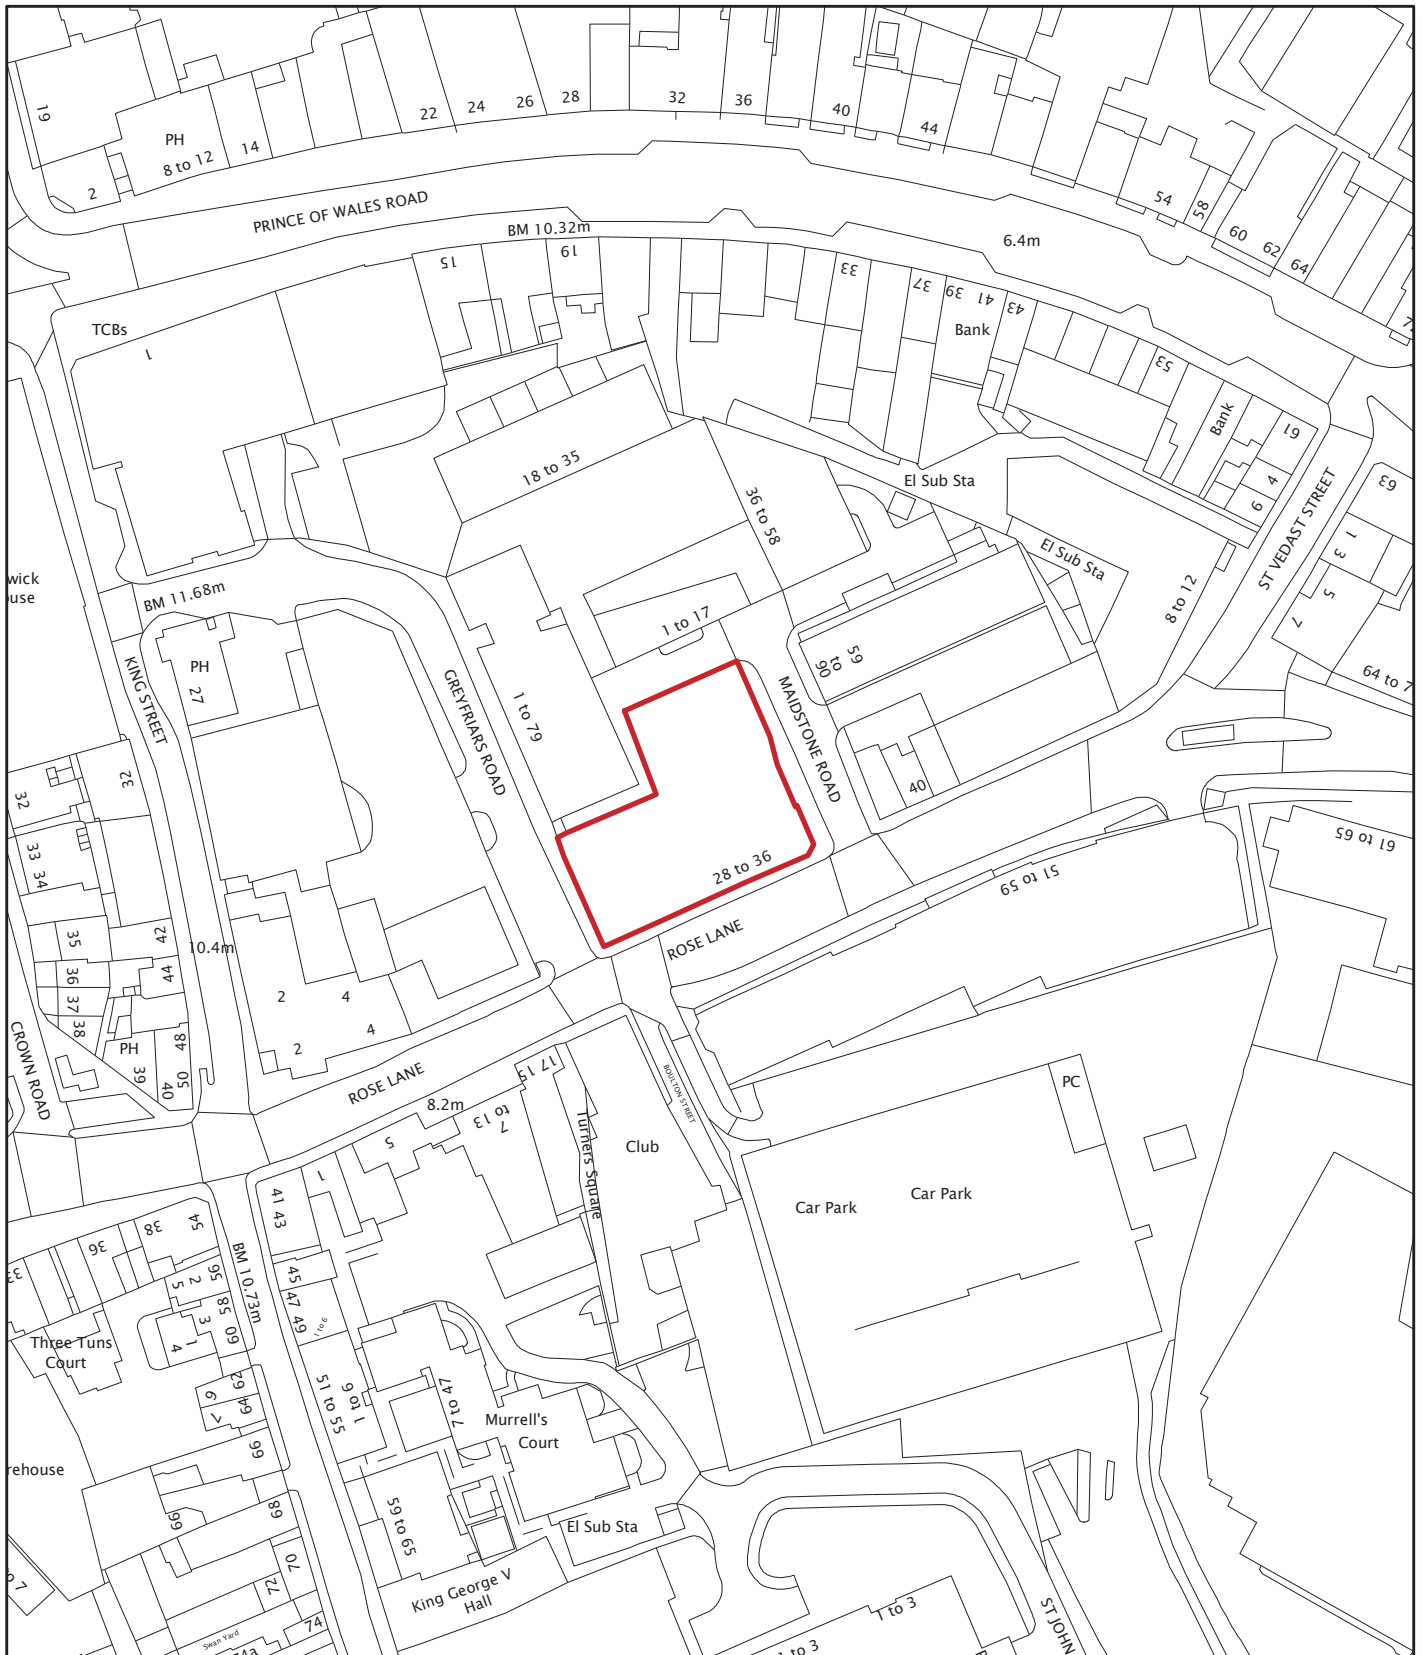 19
PH
8 to 12
2
14
22
24
26
28
32
36
40
44
54
58
60
62
64
PRINCE OF WALES ROAD
BM 10.32m
6.4m
15
19
33
37
39
41
43
Bank
53
Bank
61
4
6
63
1
3
5
7
TCBs
1
18 to 35
36 to 58
El Sub Sta
El Sub Sta
8 to 12
ST VEDAST STREET
64 to 7
BM 11.68m
PH
27
KING STREET
GREYFRIARS ROAD
1 to 79
1 to 17
59
to
90
MAIDSTONE ROAD
40
28 to 36
ROSE LANE
51 to 59
61 to 65
32
32
33
34
35
36
37
38
42
44
10.4m
PH
39
40
48
50
CROWN ROAD
2
4
2
4
ROSE LANE
8.2m
17
15
7
to 13
5
1
Turners Square
Club
BOULTON STREET
PC
Car Park
Car Park
41
43
45
47
49
1 to 6
51 to 55
1 to 6
BM 10.73m
54
38
36
33
56
2
5
58
3
60
1
4
Three Tuns
Court
62
64
6
7
66
68
70
72
74
Swan Yard
7 to 47
Murrell's
Court
59 to 65
El Sub Sta
King George V
Hall
1 to 3
1 to 3
ST JOHN
wick
use
rehouse